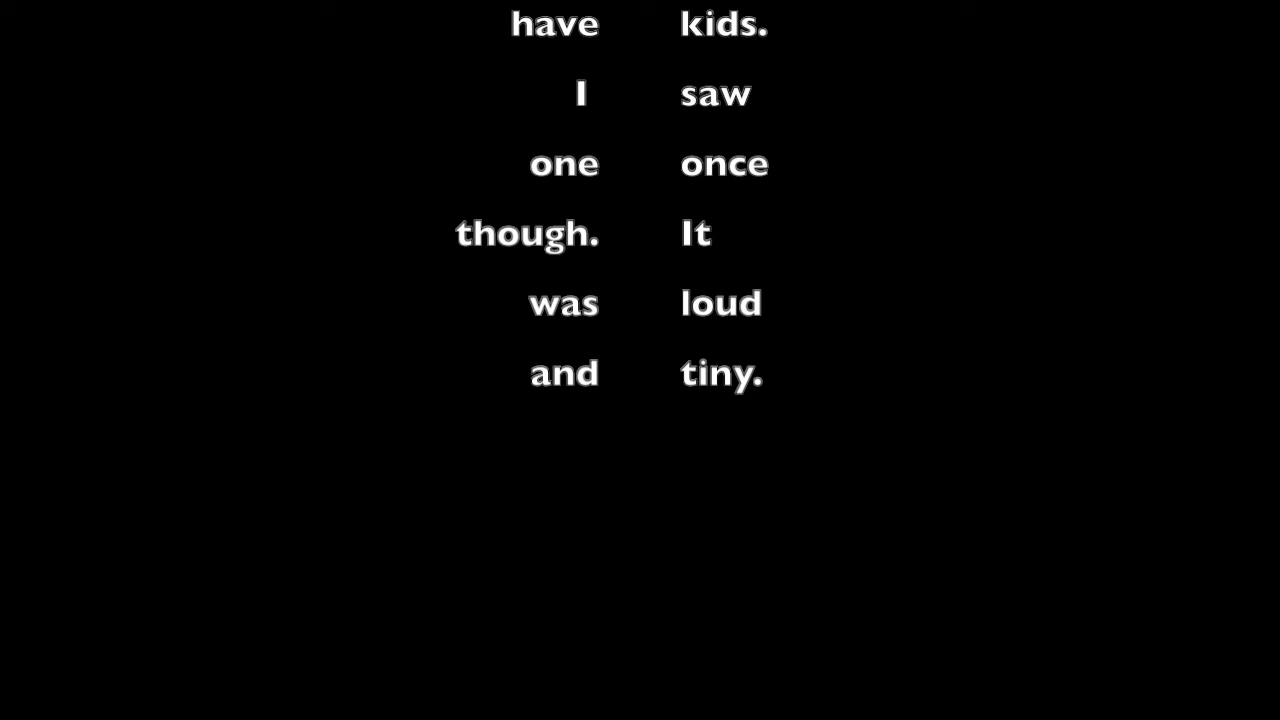 have kids.
I saw
one once
though. It
was loud
and tiny.